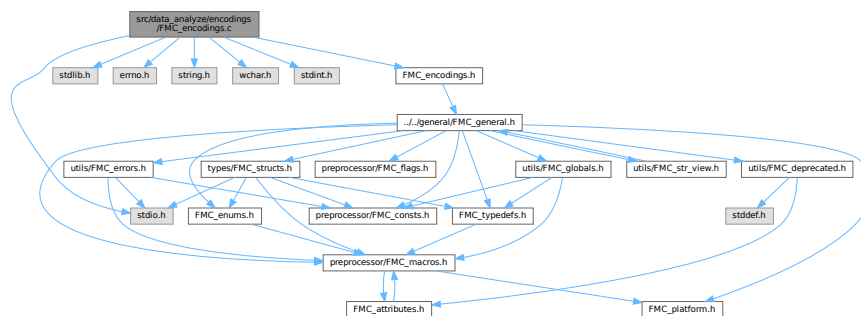 src/data_analyze/encodings
/FMC_encodings.c
stdlib.h
errno.h
string.h
wchar.h
stdint.h
FMC_encodings.h
../../general/FMC_general.h
utils/FMC_errors.h
types/FMC_structs.h
preprocessor/FMC_flags.h
utils/FMC_globals.h
utils/FMC_str_view.h
utils/FMC_deprecated.h
stdio.h
FMC_enums.h
preprocessor/FMC_consts.h
FMC_typedefs.h
stddef.h
preprocessor/FMC_macros.h
FMC_attributes.h
FMC_platform.h